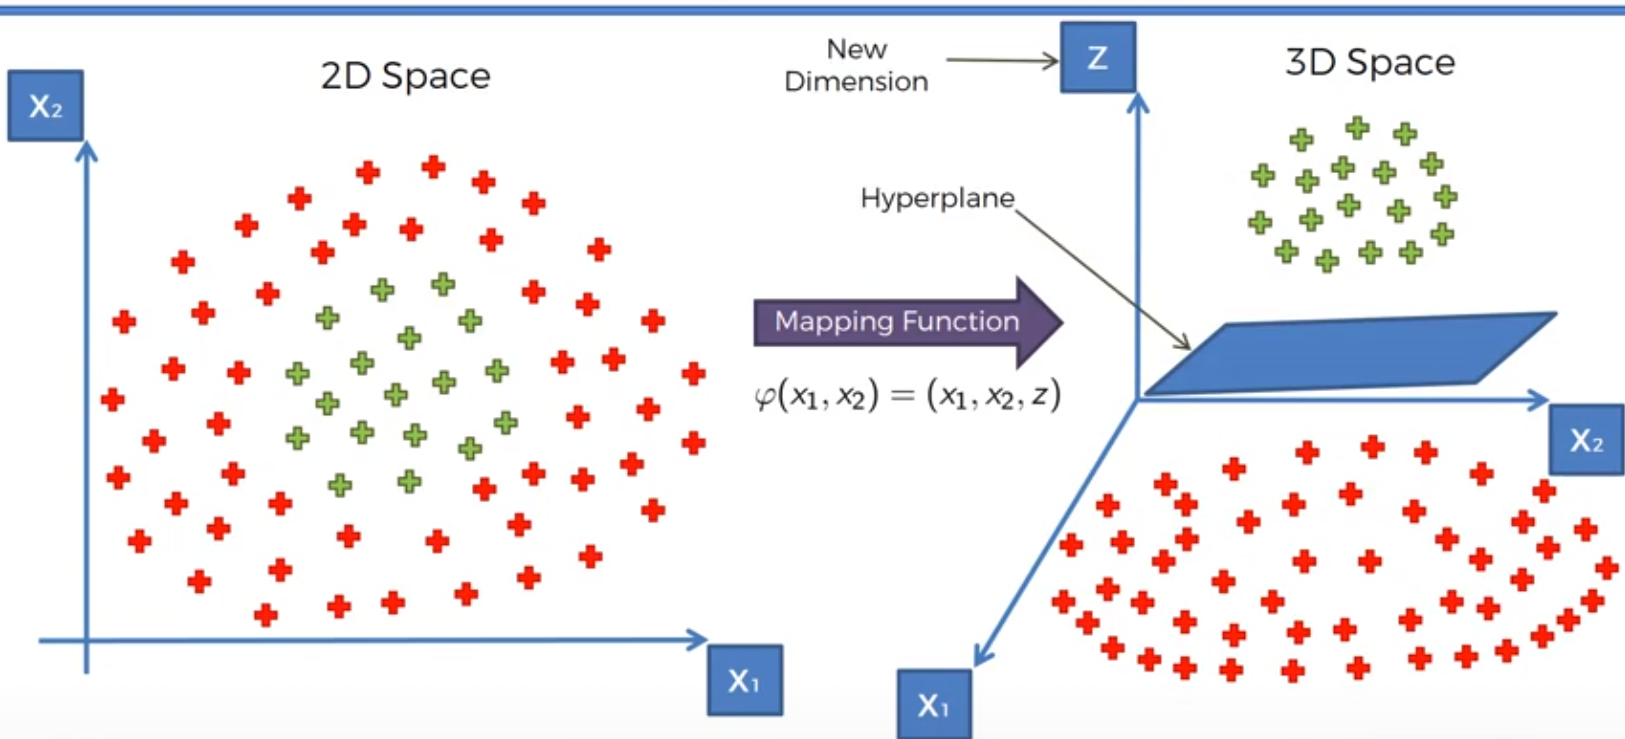 2D Space
X₂
X₁
Mapping Function
φ(x₁, x₂) = (x₁, x₂, z)
New
Dimension
Z
3D Space
Hyperplane
X₂
X₁